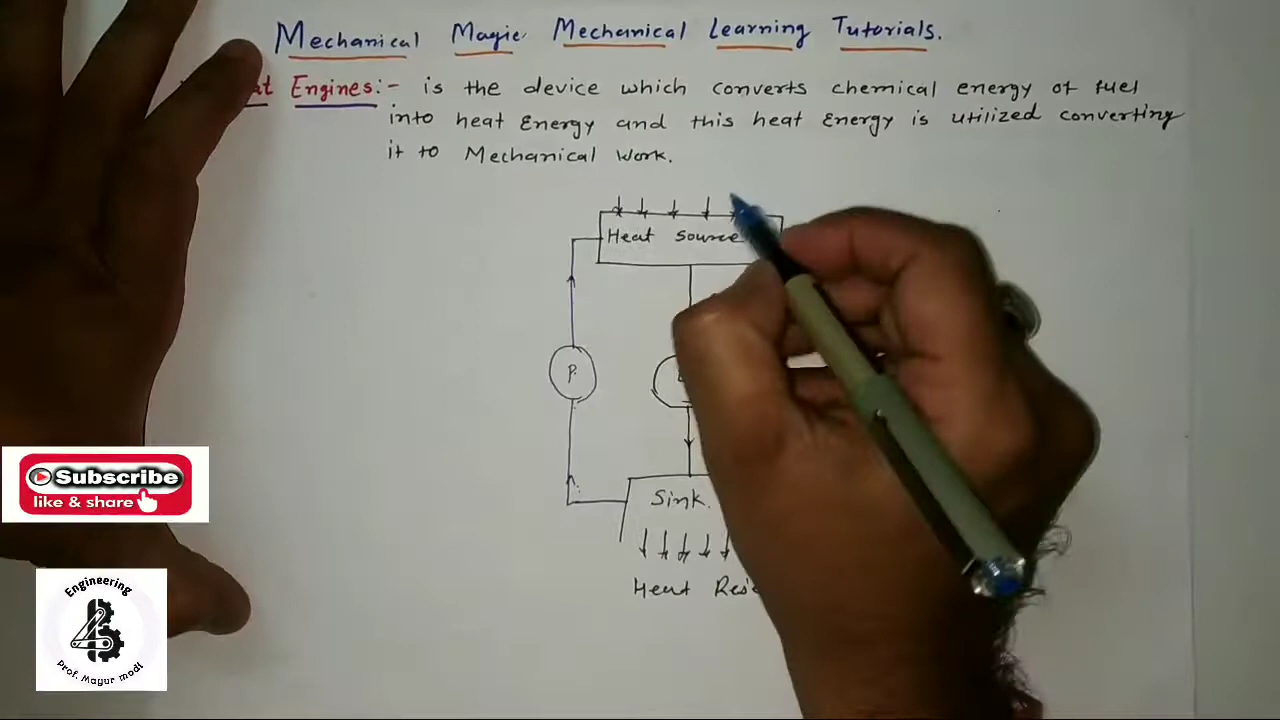 Mechanical Magic Mechanical Learning Tutorials.
Engines:- is the device which converts chemical energy of fuel
into heat Energy and this heat Energy is utilized converting
it to Mechanical Work.
Heat Source
P.
Sink.
Heat
Subscribe
like & share
Engineering
Prof. Mayur modi